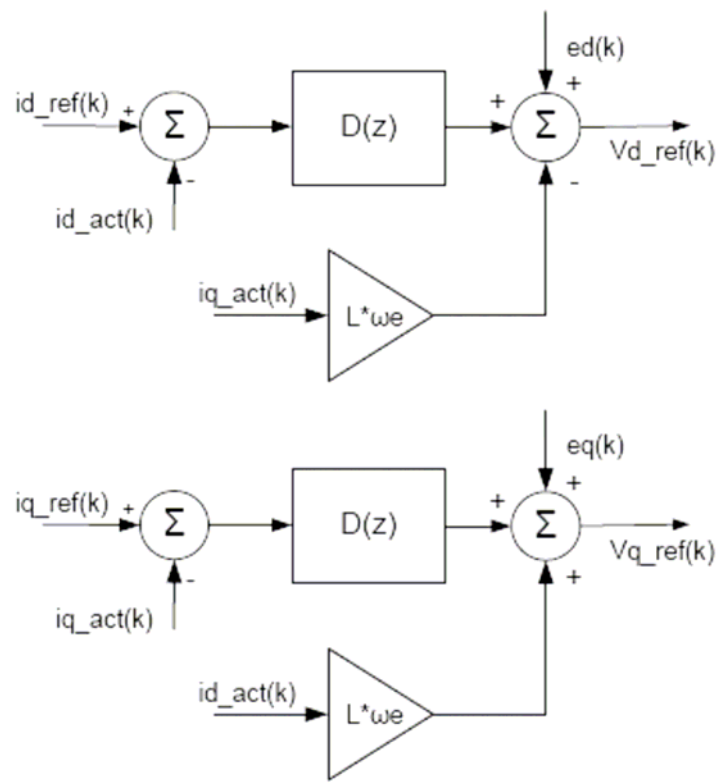 ed(k)
+
id_ref(k)
+
Σ
D(z)
+
Σ
Vd_ref(k)
-
-
id_act(k)
iq_act(k)
L*ωe
eq(k)
+
iq_ref(k)
+
Σ
D(z)
+
Σ
Vq_ref(k)
-
+
iq_act(k)
id_act(k)
L*ωe